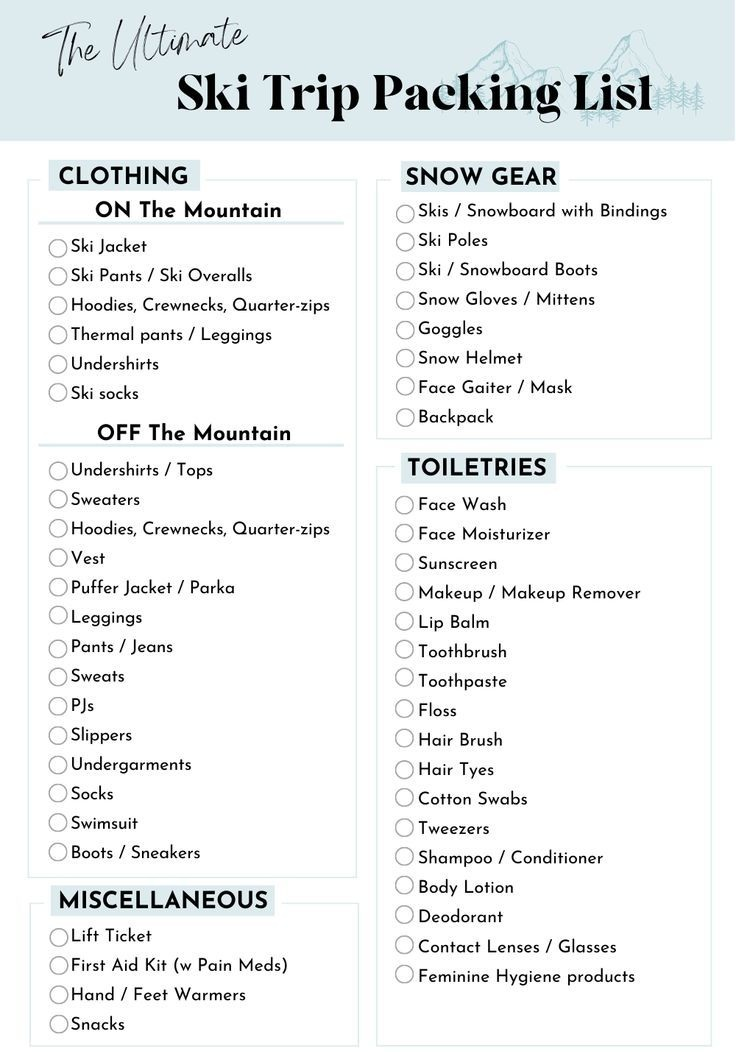 The Ultimate
Ski Trip Packing List
CLOTHING
ON The Mountain
Ski Jacket
Ski Pants / Ski Overalls
Hoodies, Crewnecks, Quarter-zips
Thermal pants / Leggings
Undershirts
Ski socks
OFF The Mountain
Undershirts / Tops
Sweaters
Hoodies, Crewnecks, Quarter-zips
Vest
Puffer Jacket / Parka
Leggings
Pants / Jeans
Sweats
PJs
Slippers
Undergarments
Socks
Swimsuit
Boots / Sneakers
MISCELLANEOUS
Lift Ticket
First Aid Kit (w Pain Meds)
Hand / Feet Warmers
Snacks
SNOW GEAR
Skis / Snowboard with Bindings
Ski Poles
Ski / Snowboard Boots
Snow Gloves / Mittens
Goggles
Snow Helmet
Face Gaiter / Mask
Backpack
TOILETRIES
Face Wash
Face Moisturizer
Sunscreen
Makeup / Makeup Remover
Lip Balm
Toothbrush
Toothpaste
Floss
Hair Brush
Hair Tyes
Cotton Swabs
Tweezers
Shampoo / Conditioner
Body Lotion
Deodorant
Contact Lenses / Glasses
Feminine Hygiene products